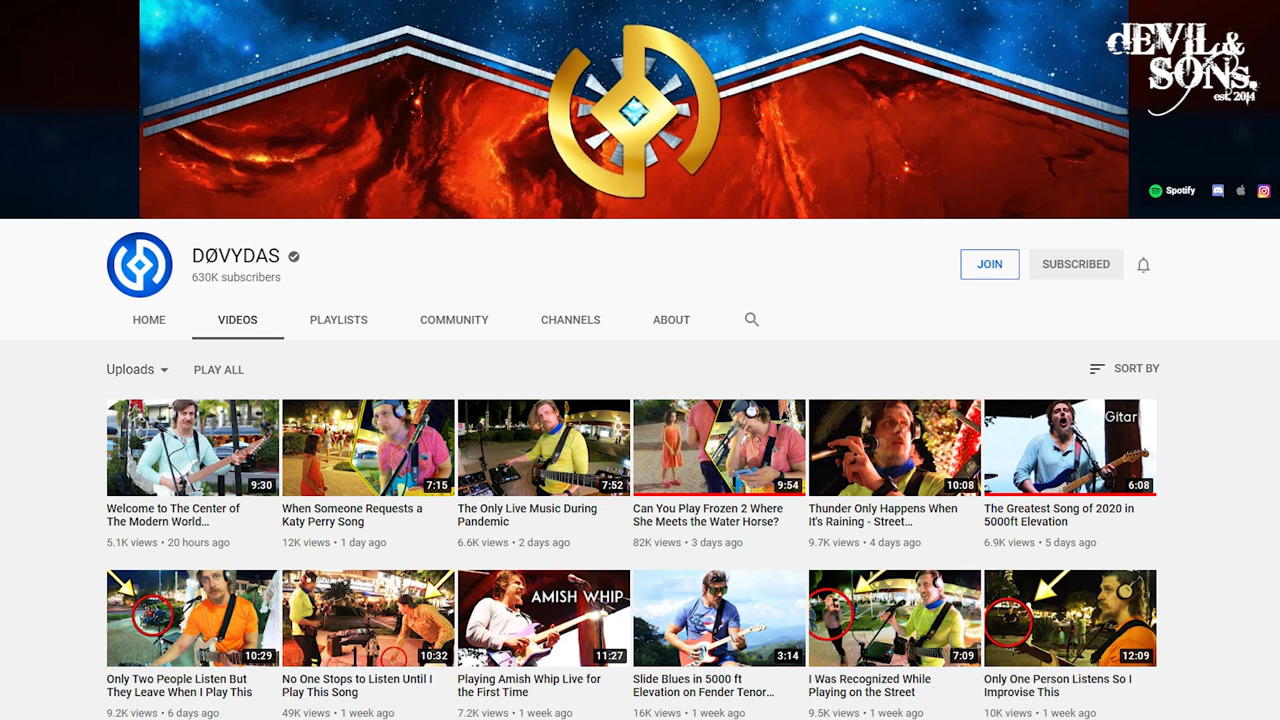 dEVIL &
SONs.
est. 2014
Spotify
DØVYDAS
630K subscribers
JOIN
SUBSCRIBED
HOME
VIDEOS
PLAYLISTS
COMMUNITY
CHANNELS
ABOUT
Uploads
PLAY ALL
SORT BY
9:30
7:15
7:52
9:54
10:08
Gitar
6:08
Welcome to The Center of
The Modern World...
5.1K views • 20 hours ago
When Someone Requests a
Katy Perry Song
12K views • 1 day ago
The Only Live Music During
Pandemic
6.6K views • 2 days ago
Can You Play Frozen 2 Where
She Meets the Water Horse?
82K views • 3 days ago
Thunder Only Happens When
It's Raining - Street...
9.7K views • 4 days ago
The Greatest Song of 2020 in
5000ft Elevation
6.9K views • 5 days ago
10:29
10:32
AMISH WHIP
11:27
3:14
7:09
12:09
Only Two People Listen But
They Leave When I Play This
9.2K views • 6 days ago
No One Stops to Listen Until I
Play This Song
49K views • 1 week ago
Playing Amish Whip Live for
the First Time
7.2K views • 1 week ago
Slide Blues in 5000 ft
Elevation on Fender Tenor...
16K views • 1 week ago
I Was Recognized While
Playing on the Street
9.5K views • 1 week ago
Only One Person Listens So I
Improvise This
10K views • 1 week ago